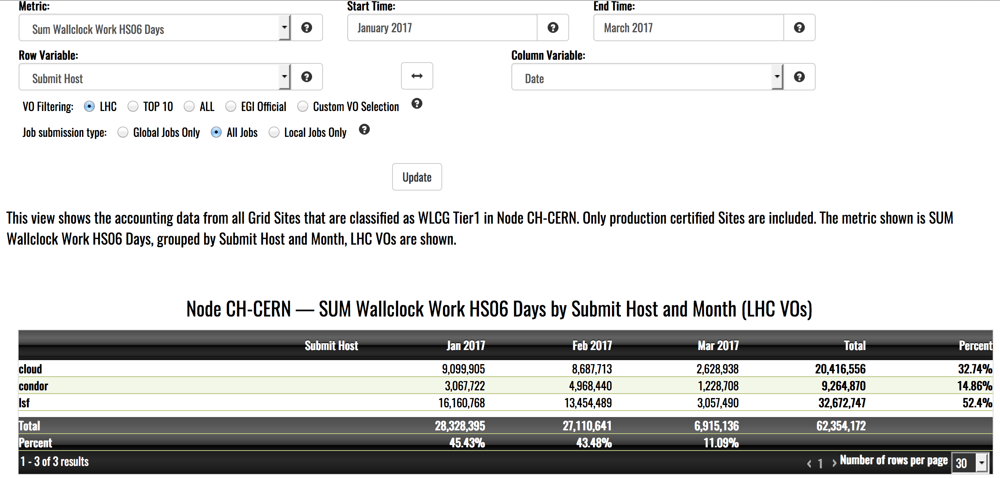 Metric: Start Time: End Time:
Sum Wallclock Work HS06 Days January 2017 March 2017
Row Variable: Column Variable:
Submit Host Date
VO Filtering: LHC TOP 10 ALL EGI Official Custom VO Selection
Job submission type: Global Jobs Only All Jobs Local Jobs Only
Update
This view shows the accounting data from all Grid Sites that are classified as WLCG Tier1 in Node CH-CERN. Only production certified Sites are included. The metric shown is SUM
Wallclock Work HS06 Days, grouped by Submit Host and Month, LHC VOs are shown.
Node CH-CERN — SUM Wallclock Work HS06 Days by Submit Host and Month (LHC VOs)
Submit Host Jan 2017 Feb 2017 Mar 2017 Total Percent
cloud 9,099,905 8,687,713 2,628,938 20,416,556 32.74%
condor 3,067,722 4,968,440 1,228,708 9,264,870 14.86%
lsf 16,160,768 13,454,489 3,057,490 32,672,747 52.4%
Total 28,328,395 27,110,641 6,915,136 62,354,172
Percent 45.43% 43.48% 11.09%
1 - 3 of 3 results ‹ 1 › Number of rows per page 30